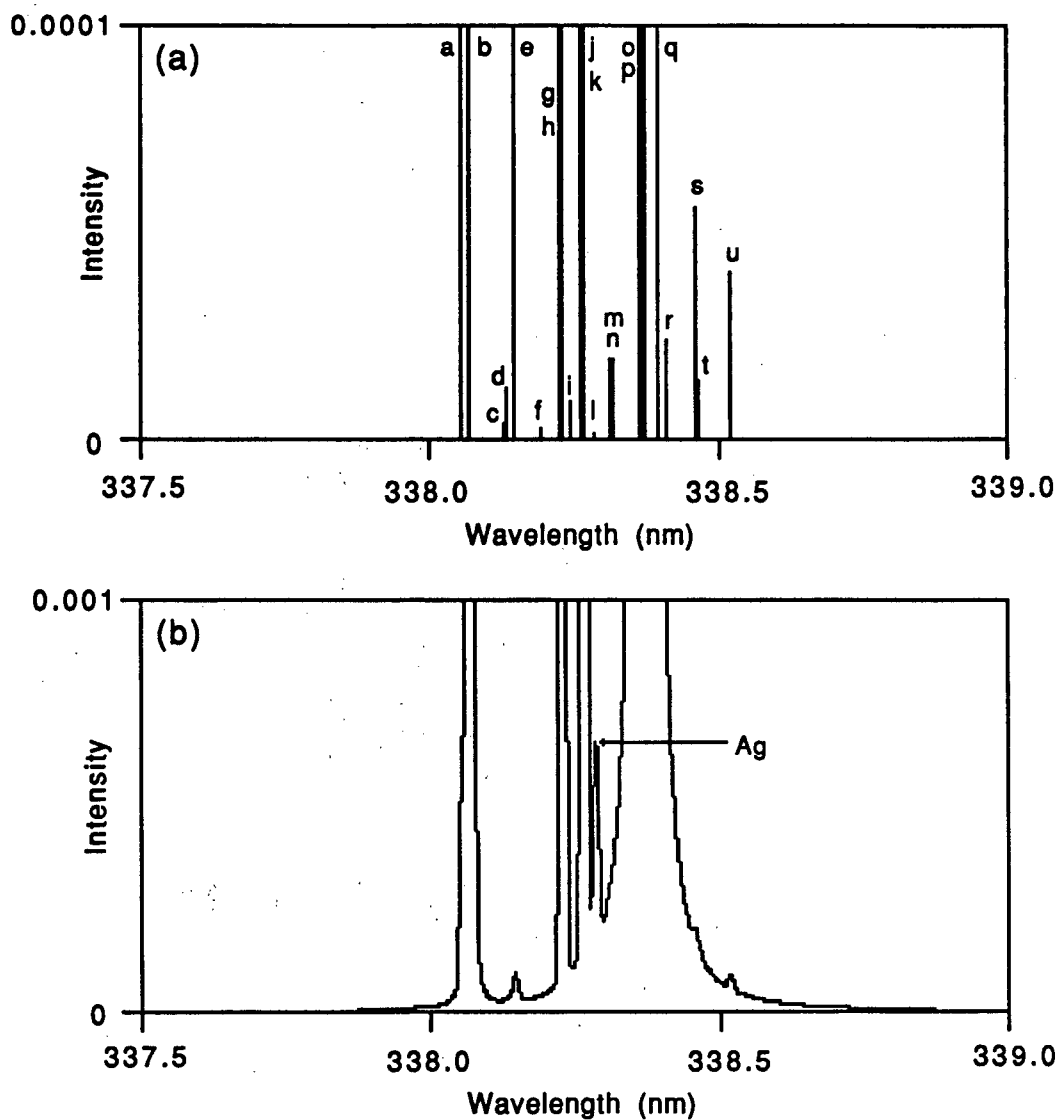 0.0001
(a)
a b e j o q
k p
g
h
s
u
m
n
r
d
i
t
c
f
l
0
337.5 338.0 338.5 339.0
Wavelength (nm)
Intensity
0.001
(b)
Ag
0
337.5 338.0 338.5 339.0
Wavelength (nm)
Intensity